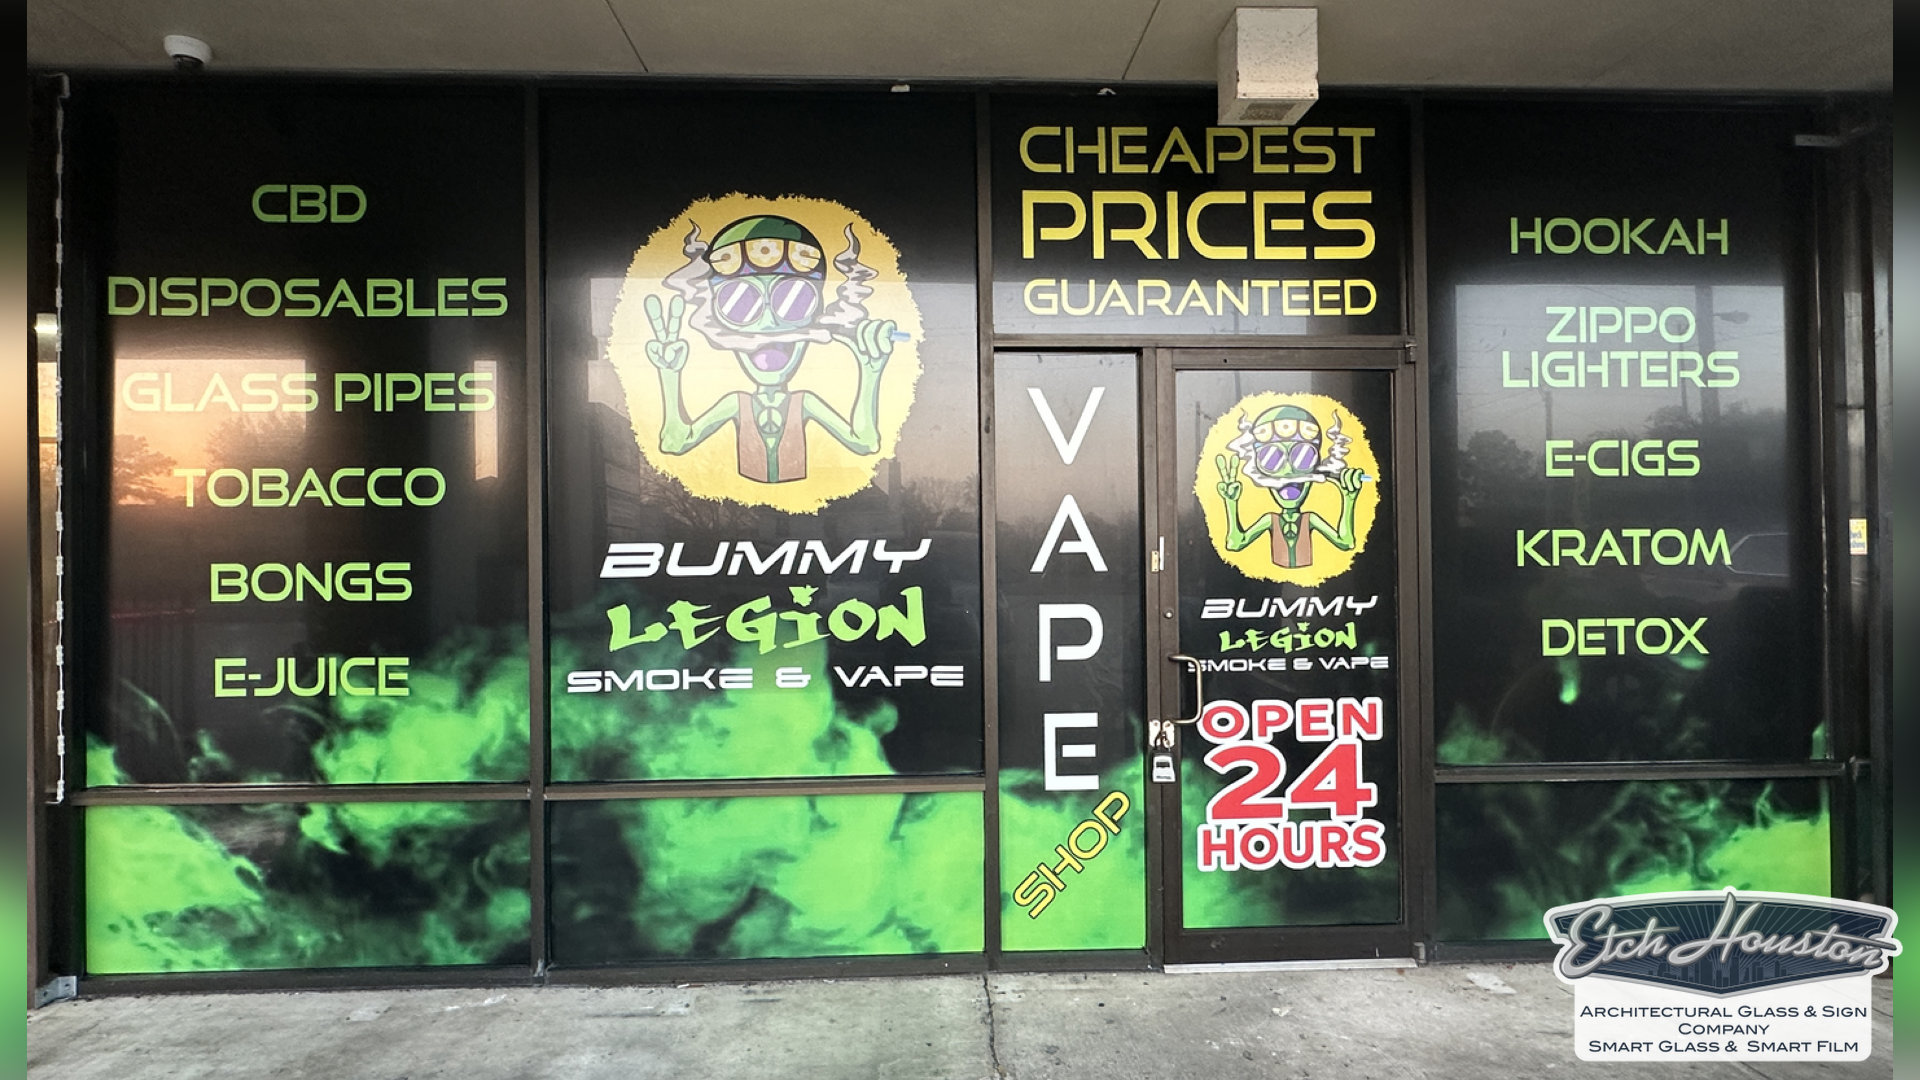 CBD
DISPOSABLES
GLASS PIPES
TOBACCO
BONGS
E-JUICE
JOE
BUMMY
LEGION
SMOKE & VAPE
CHEAPEST
PRICES
GUARANTEED
VAPE
SHOP
JOE
BUMMY
LEGION
SMOKE & VAPE
OPEN
24
HOURS
HOOKAH
ZIPPO
LIGHTERS
E-CIGS
KRATOM
DETOX
Etch Houston
ARCHITECTURAL GLASS & SIGN
COMPANY
SMART GLASS & SMART FILM